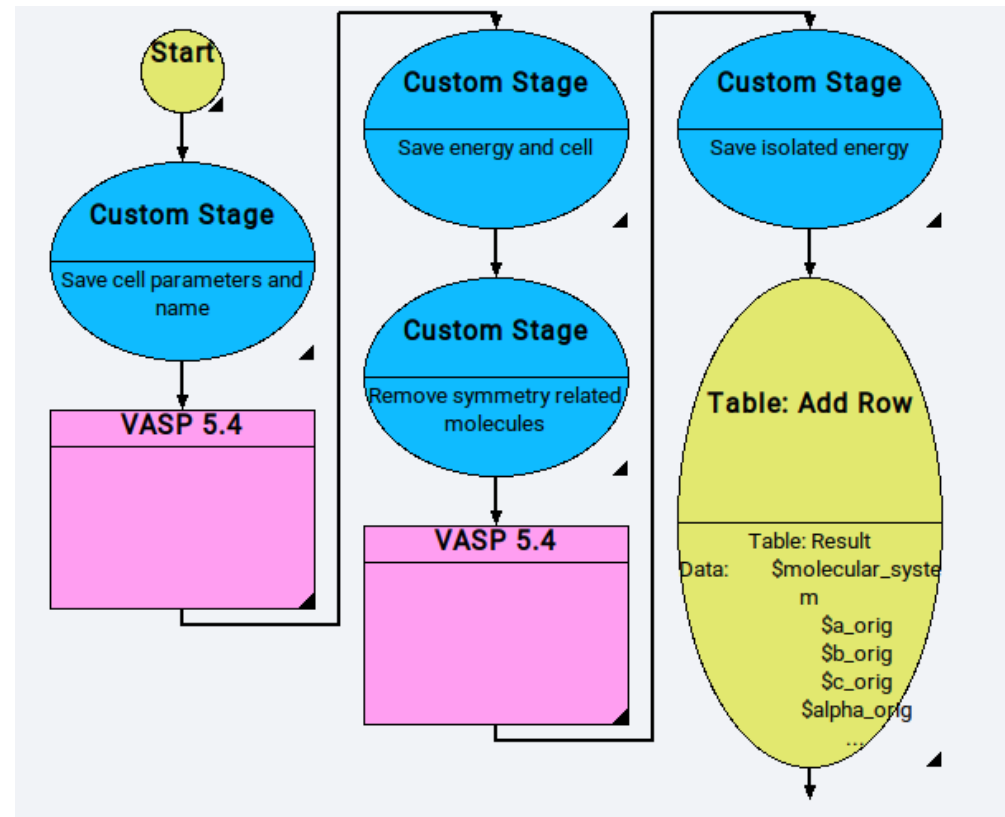 Start
Custom Stage
Save cell parameters and
name
VASP 5.4
Custom Stage
Save energy and cell
Custom Stage
Remove symmetry related
molecules
VASP 5.4
Custom Stage
Save isolated energy
Table: Add Row
Table: Result
Data: $molecular_syste
m
$a_orig
$b_orig
$c_orig
$alpha_orig
...